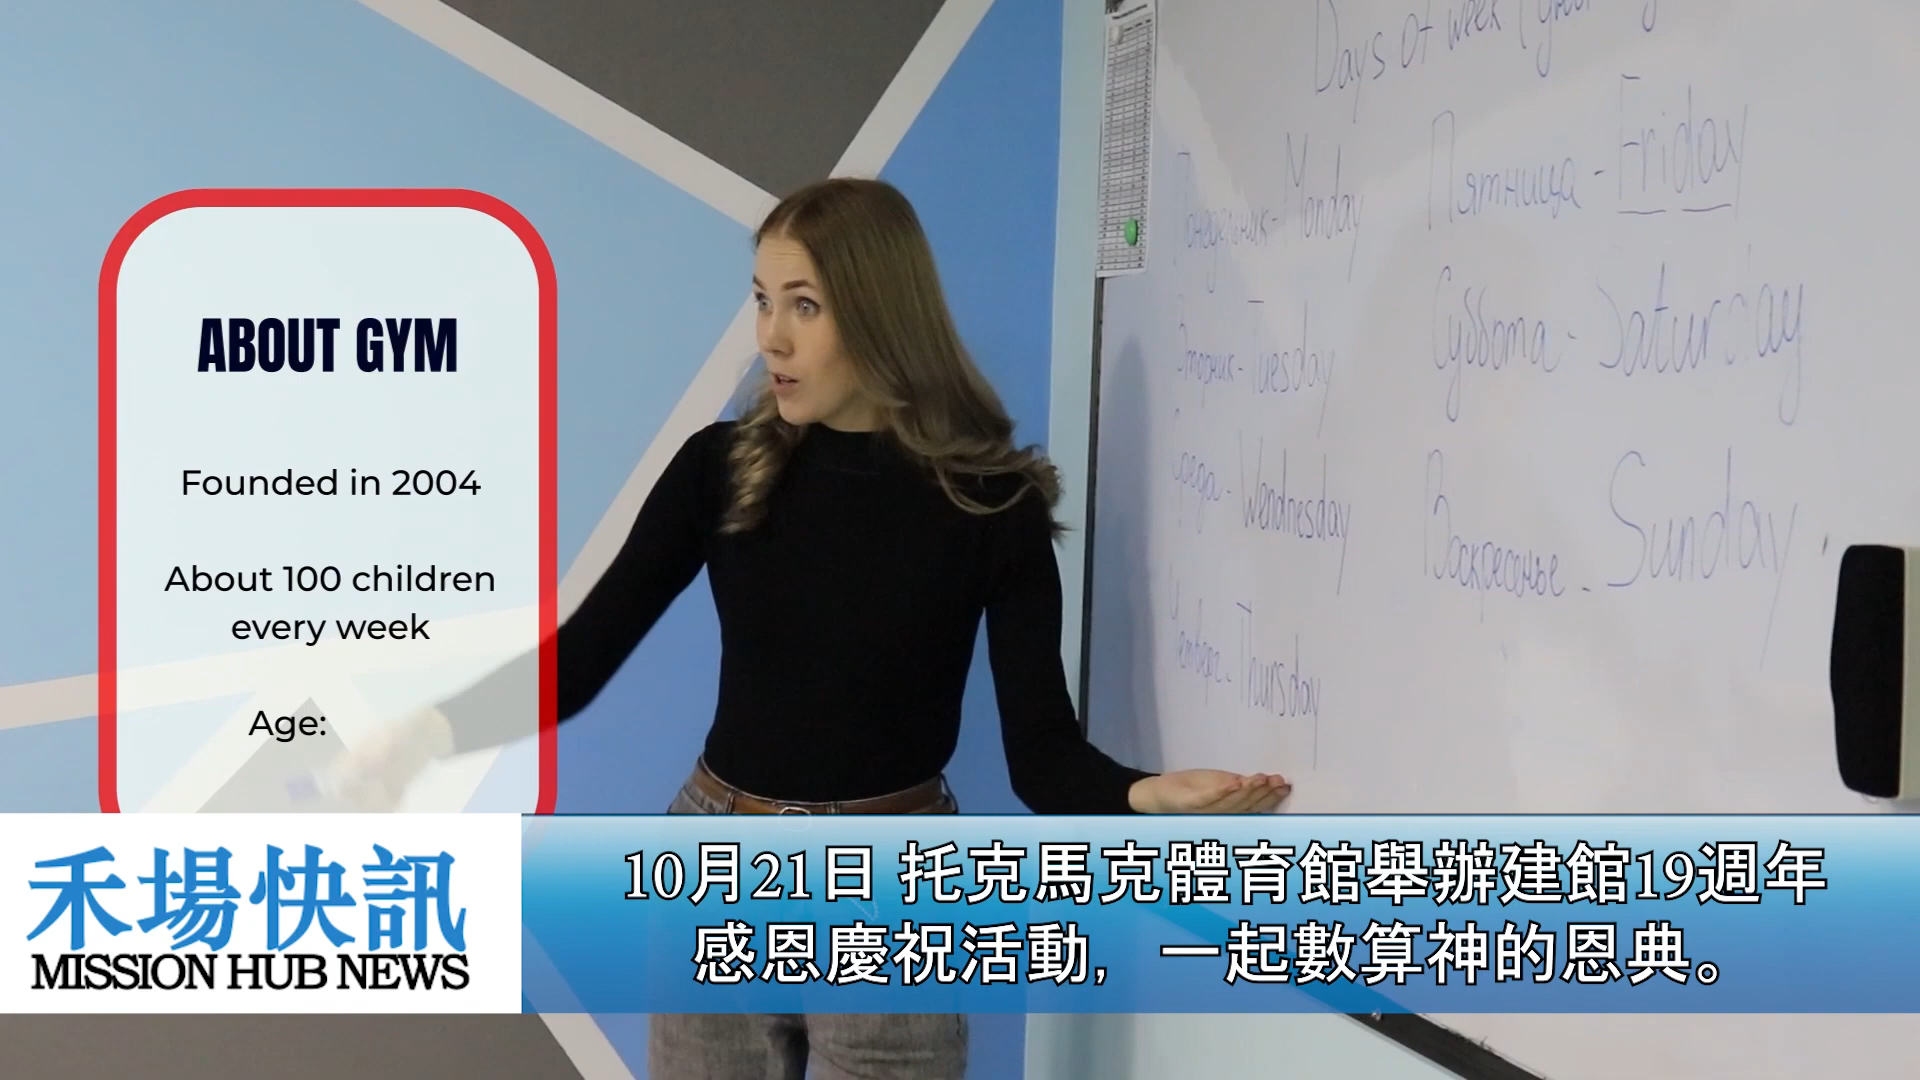 Days of week
Понедельник - Monday
Вторник - Tuesday
Среда - Wendnesday
Четверг - Thursday
Пятница - Friday
Суббота - Saturday
Воскресенье - Sunday
ABOUT GYM
Founded in 2004
About 100 children
every week
Age:
禾場快訊
MISSION HUB NEWS
10月21日 托克馬克體育館舉辦建館19週年
感恩慶祝活動，一起數算神的恩典。